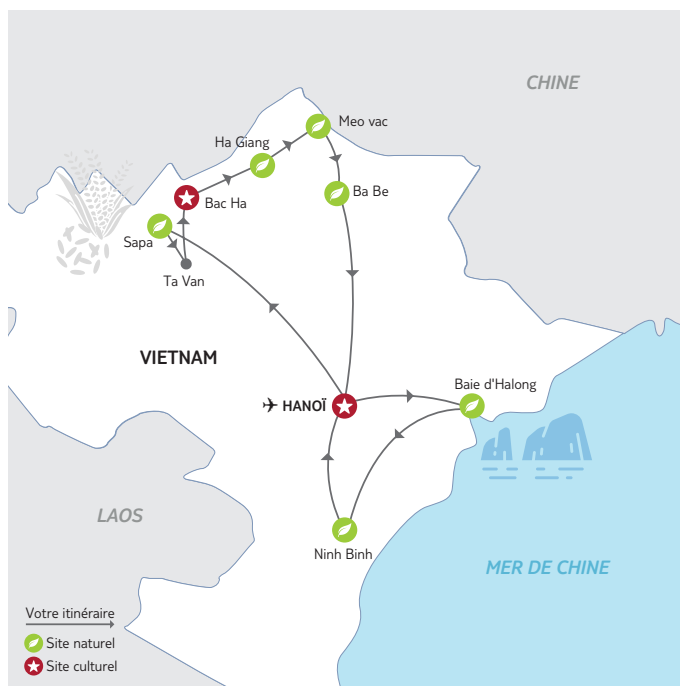 CHINE
Meo vac
Ha Giang
Ba Be
Bac Ha
Sapa
Ta Van
VIETNAM
Baie d'Halong
HANOÏ
LAOS
Ninh Binh
MER DE CHINE
Votre itinéraire
Site naturel
Site culturel